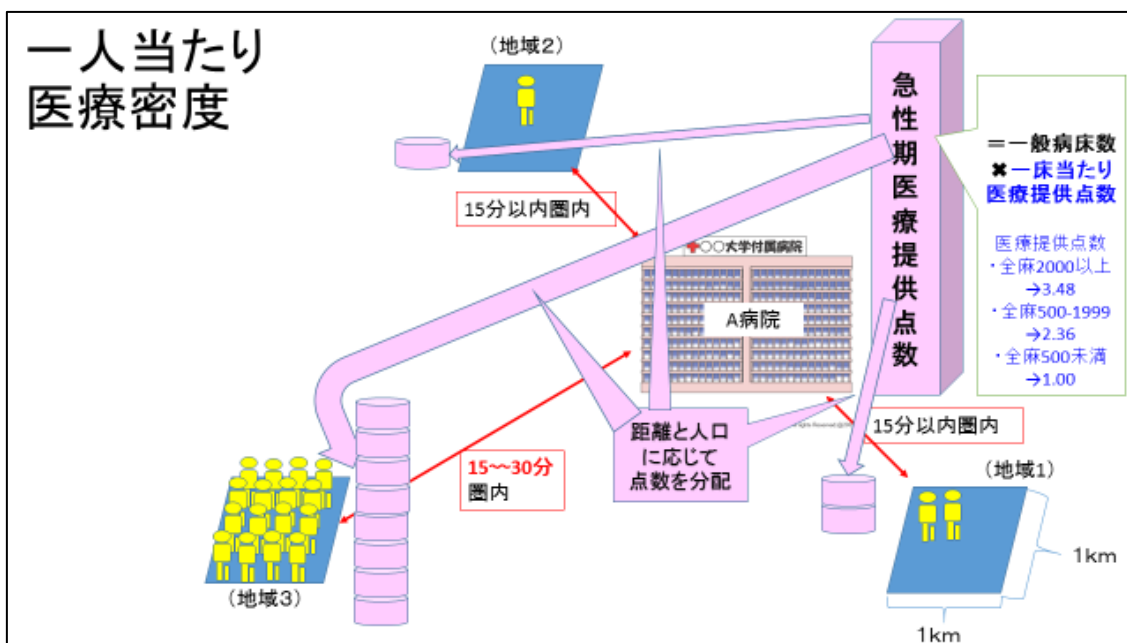 一人当たり
医療密度
（地域２）
急性期医療提供点数
＝一般病床数
✖一床当たり
医療提供点数
医療提供点数
・全麻2000以上
→3.48
・全麻500-1999
→2.36
・全麻500未満
→1.00
15分以内圏内
○○大学付属病院
A病院
距離と人口
に応じて
点数を分配
15分以内圏内
15~~30分
圏内
（地域１）
（地域３）
1km
1km